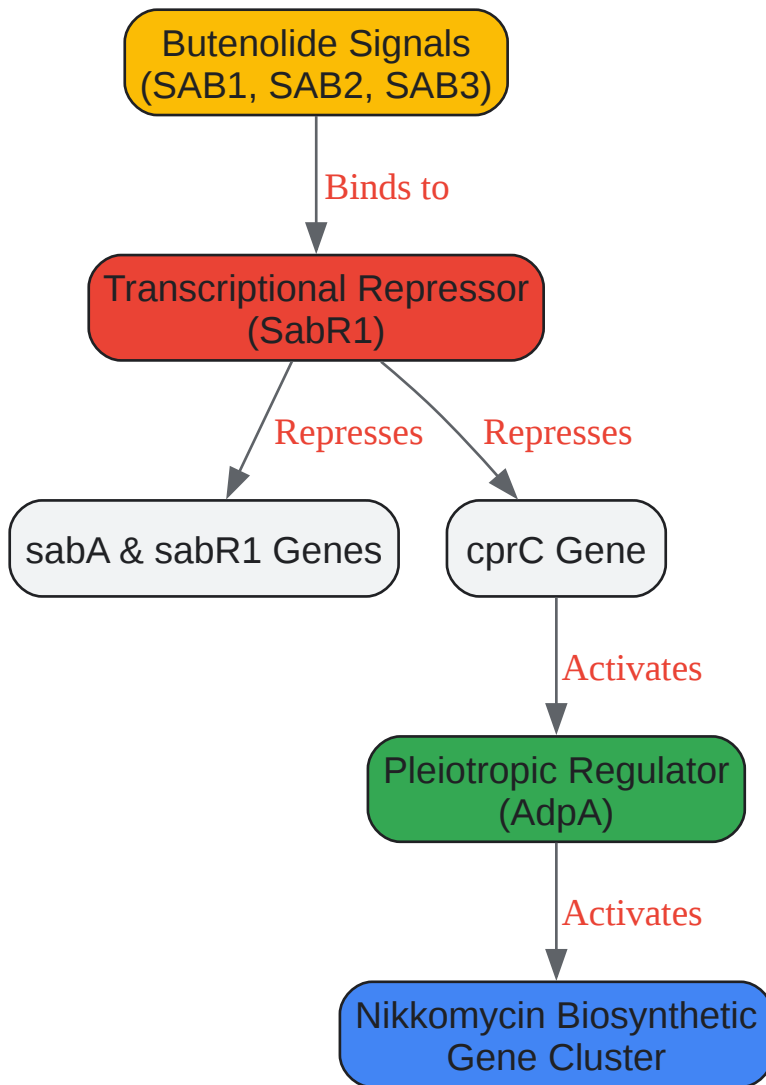 Butenolide Signals
(SAB1, SAB2, SAB3)
Binds to
Transcriptional Repressor
(SabR1)
Represses
Represses
sabA & sabR1 Genes
cprC Gene
Activates
Pleiotropic Regulator
(AdpA)
Activates
Nikkomycin Biosynthetic
Gene Cluster